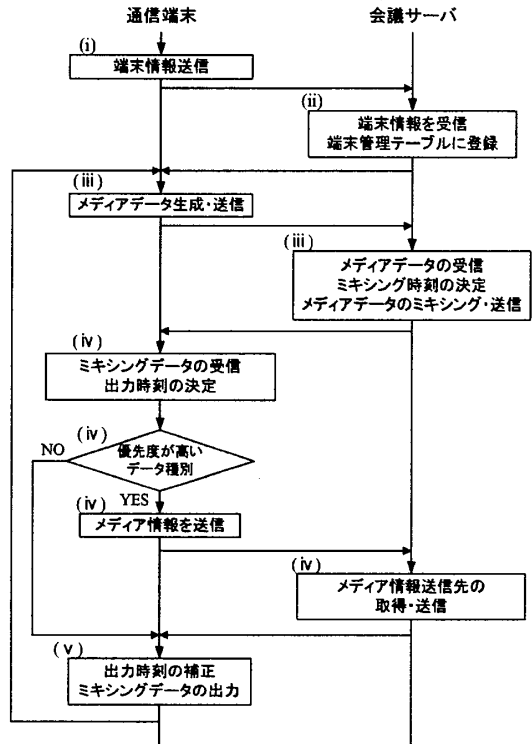 通信端末
会議サーバ
(i)
端末情報送信
(ii)
端末情報を受信
端末管理テーブルに登録
(iii)
メディアデータ生成・送信
(iii)
メディアデータの受信
ミキシング時刻の決定
メディアデータのミキシング・送信
(iv)
ミキシングデータの受信
出力時刻の決定
(iv)
NO
優先度が高い
データ種別
(iv)
YES
メディア情報を送信
(iv)
メディア情報送信先の
取得・送信
(v)
出力時刻の補正
ミキシングデータの出力